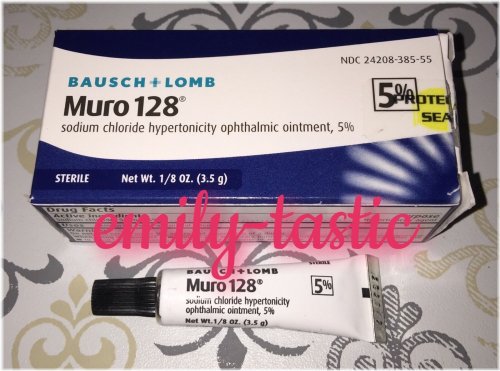 NDC 24208-385-55
BAUSCH + LOMB
Muro 128®
5%
PROTEC
SEA
sodium chloride hypertonicity ophthalmic ointment, 5%
STERILE Net Wt. 1/8 OZ. (3.5 g)
Drug Facts
emily-tastic
BAUSCH + LOMB
STERILE
Muro 128®
5%
sodium chloride hypertonicity
ophthalmic ointment, 5%
Net Wt. 1/8 OZ. (3.5 g)